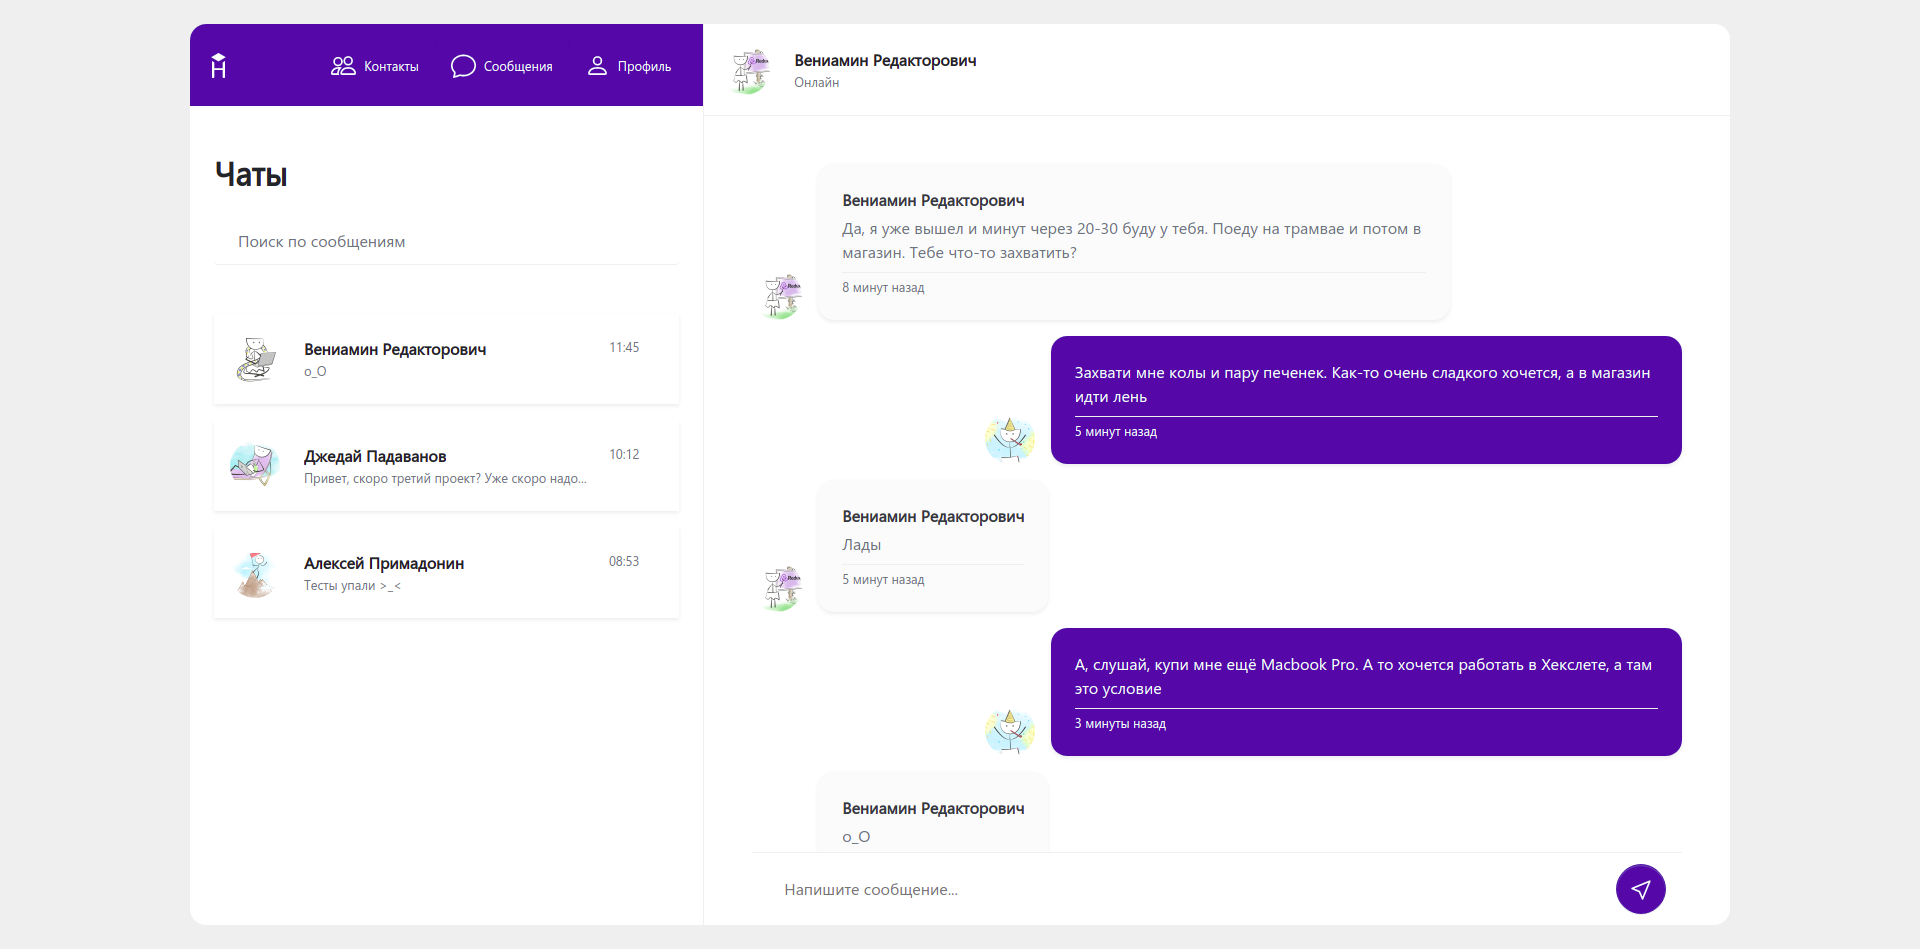 Контакты
Сообщения
Профиль
Чаты
Поиск по сообщениям
Вениамин Редакторович
11:45
o_O
Джедай Падаванов
10:12
Привет, скоро третий проект? Уже скоро надо...
Алексей Примадонин
08:53
Тесты упали >_<
Вениамин Редакторович
Онлайн
Вениамин Редакторович
Да, я уже вышел и минут через 20-30 буду у тебя. Поеду на трамвае и потом в
магазин. Тебе что-то захватить?
8 минут назад
Захвати мне колы и пару печенек. Как-то очень сладкого хочется, а в магазин
идти лень
5 минут назад
Вениамин Редакторович
Лады
5 минут назад
А, слушай, купи мне ещё Macbook Pro. А то хочется работать в Хекслете, а там
это условие
3 минуты назад
Вениамин Редакторович
o_O
Напишите сообщение...